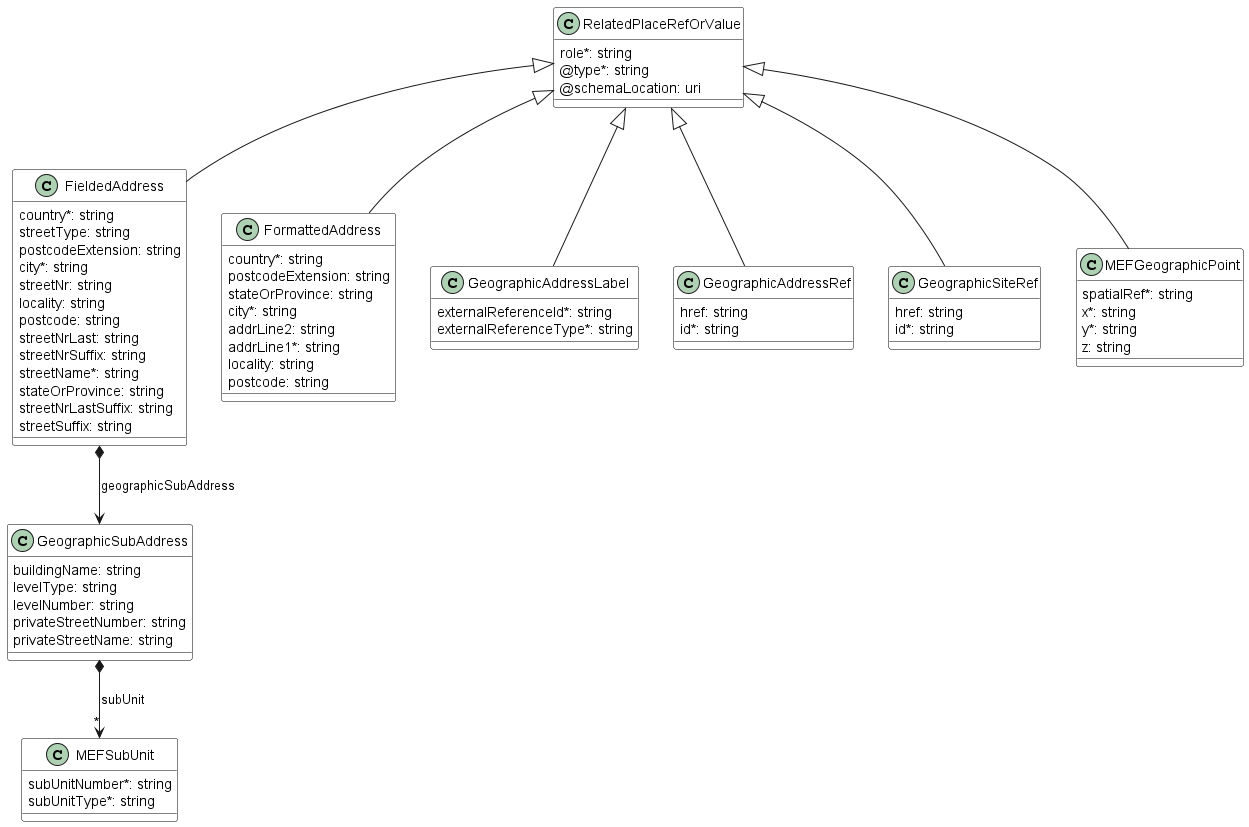 C RelatedPlaceRefOrValue
role*: string
@type*: string
@schemaLocation: uri
C FieldedAddress
country*: string
streetType: string
postcodeExtension: string
city*: string
streetNr: string
locality: string
postcode: string
streetNrLast: string
streetNrSuffix: string
streetName*: string
stateOrProvince: string
streetNrLastSuffix: string
streetSuffix: string
C FormattedAddress
country*: string
postcodeExtension: string
stateOrProvince: string
city*: string
addrLine2: string
addrLine1*: string
locality: string
postcode: string
C GeographicAddressLabel
externalReferenceId*: string
externalReferenceType*: string
C GeographicAddressRef
href: string
id*: string
C GeographicSiteRef
href: string
id*: string
C MEFGeographicPoint
spatialRef*: string
x*: string
y*: string
z: string
geographicSubAddress
C GeographicSubAddress
buildingName: string
levelType: string
levelNumber: string
privateStreetNumber: string
privateStreetName: string
subUnit
*
C MEFSubUnit
subUnitNumber*: string
subUnitType*: string